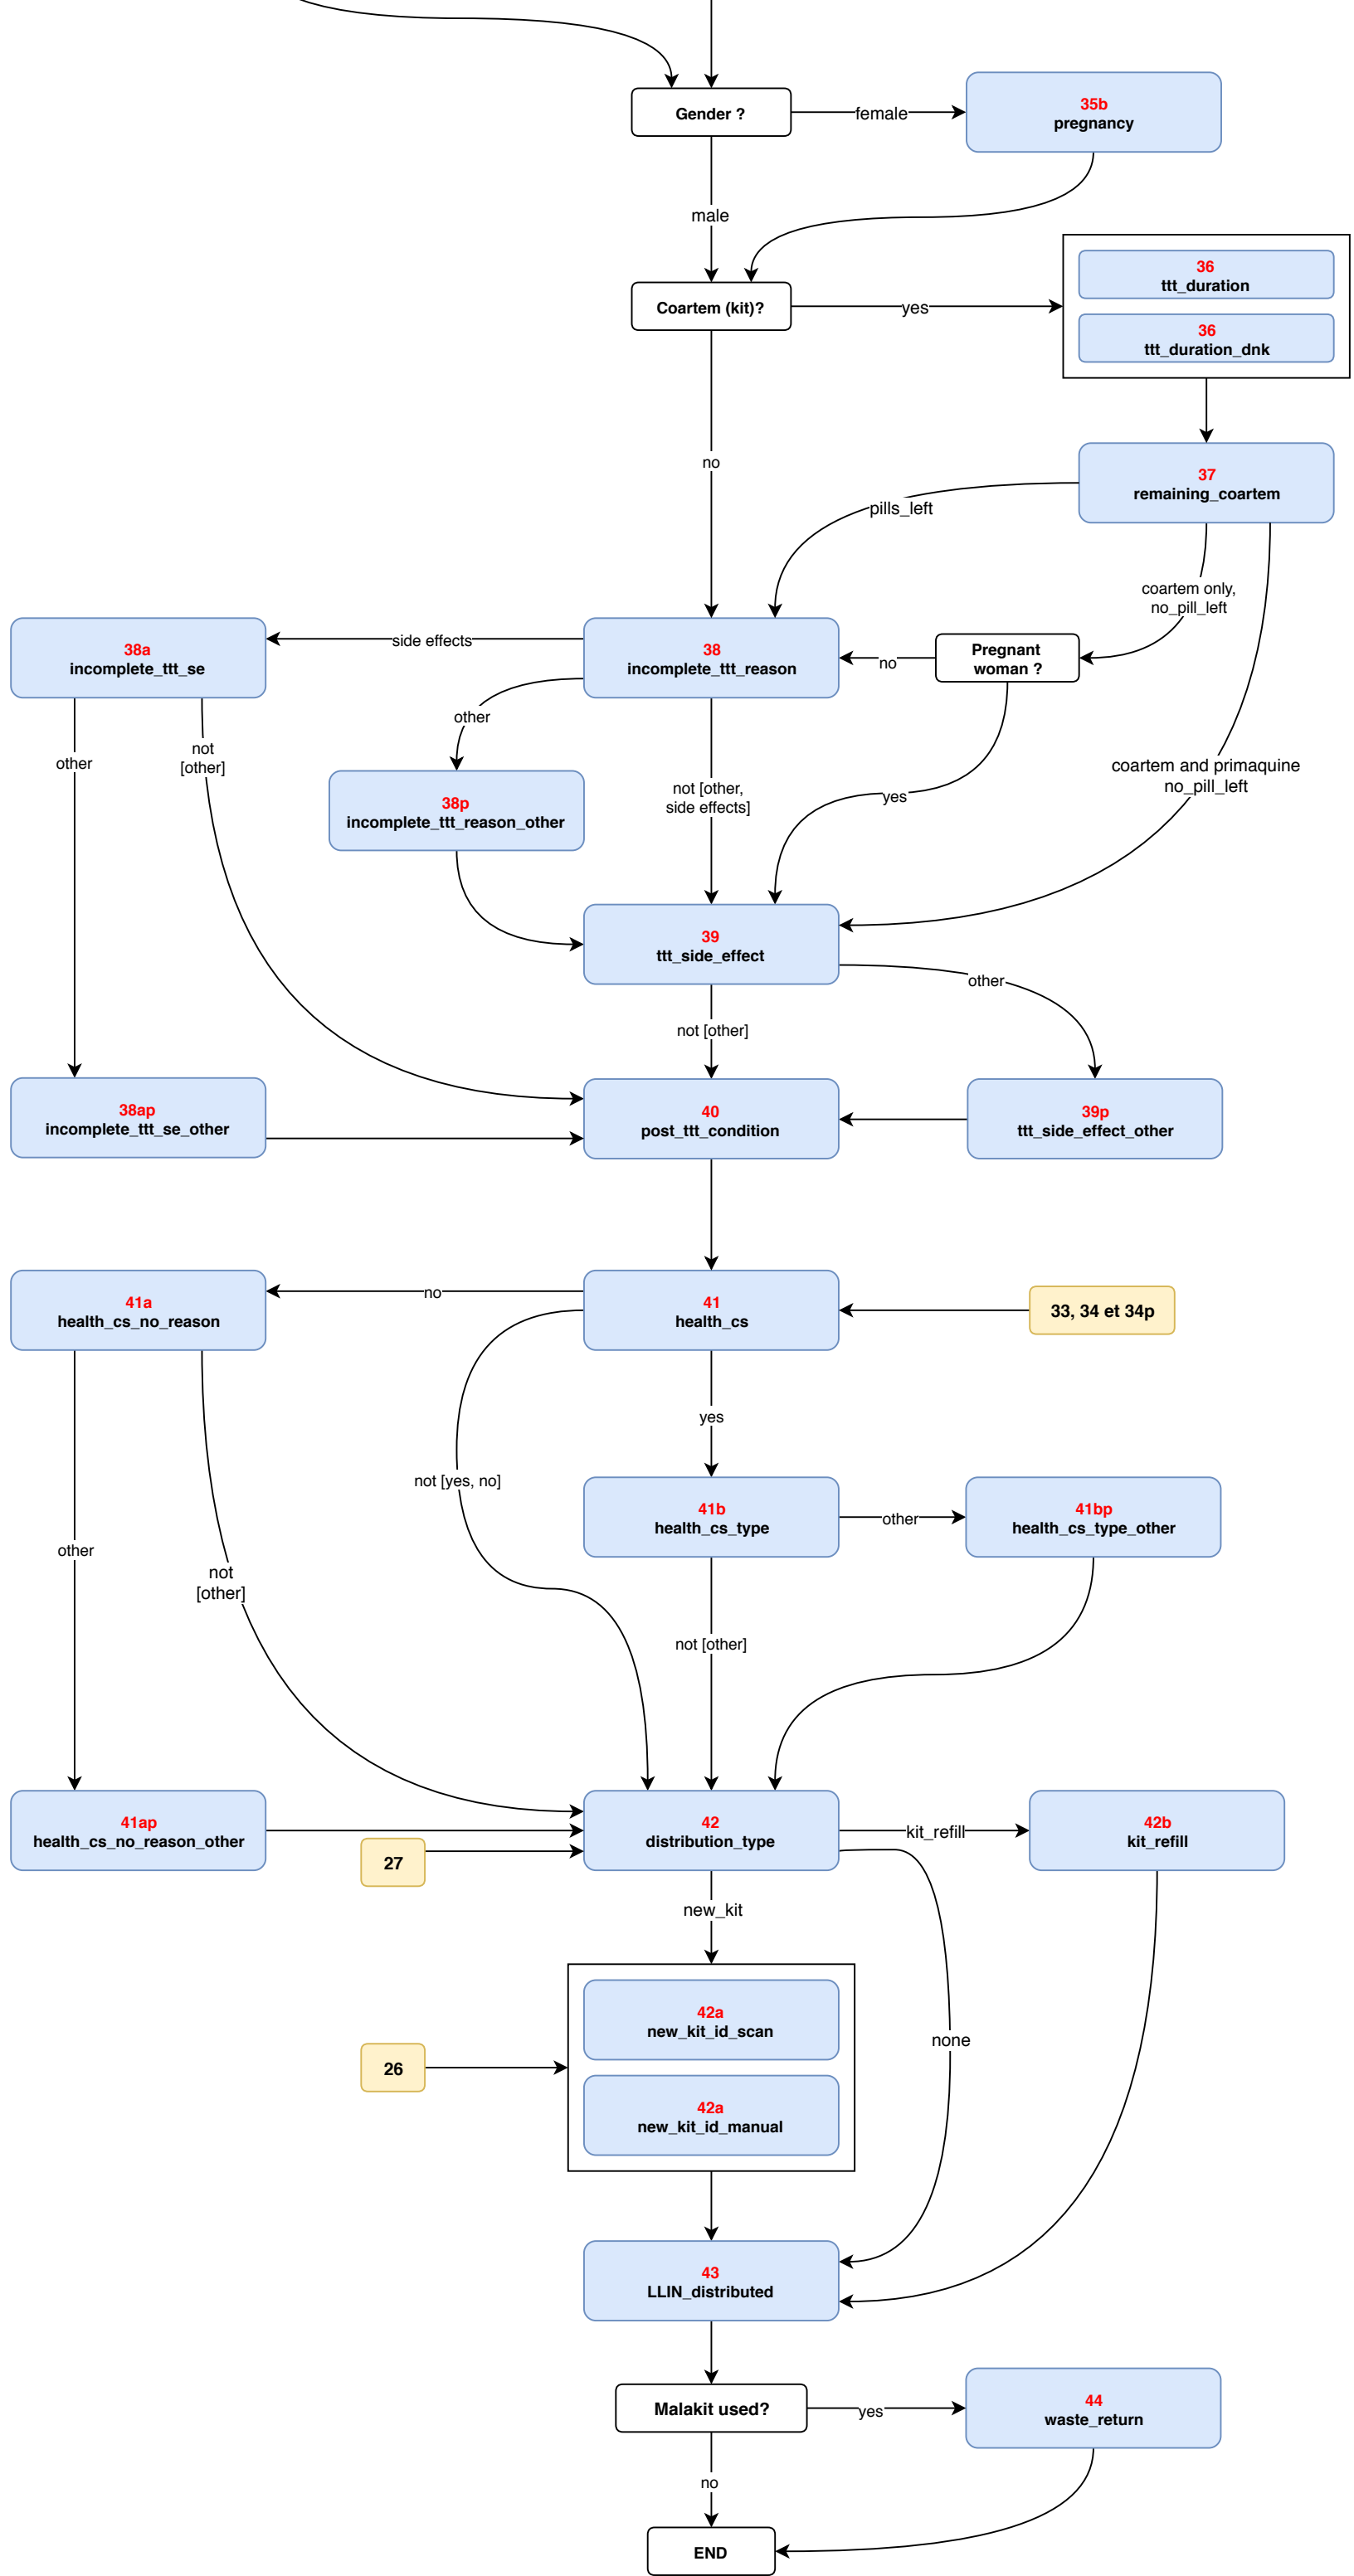 Gender ?
female
35b
pregnancy
male
Coartem (kit)?
yes
36
ttt_duration
36
ttt_duration_dnk
no
37
remaining_coartem
pills_left
coartem only,
no_pill_left
38a
incomplete_ttt_se
side effects
38
incomplete_ttt_reason
no
Pregnant
woman ?
other
other
not
[other]
38p
incomplete_ttt_reason_other
not [other,
side effects]
yes
coartem and primaquine
no_pill_left
39
ttt_side_effect
other
not [other]
38ap
incomplete_ttt_se_other
40
post_ttt_condition
39p
ttt_side_effect_other
41a
health_cs_no_reason
no
41
health_cs
33, 34 et 34p
yes
not [yes, no]
41b
health_cs_type
other
41bp
health_cs_type_other
other
not
[other]
not [other]
41ap
health_cs_no_reason_other
27
42
distribution_type
kit_refill
42b
kit_refill
new_kit
42a
new_kit_id_scan
26
none
42a
new_kit_id_manual
43
LLIN_distributed
Malakit used?
yes
44
waste_return
no
END